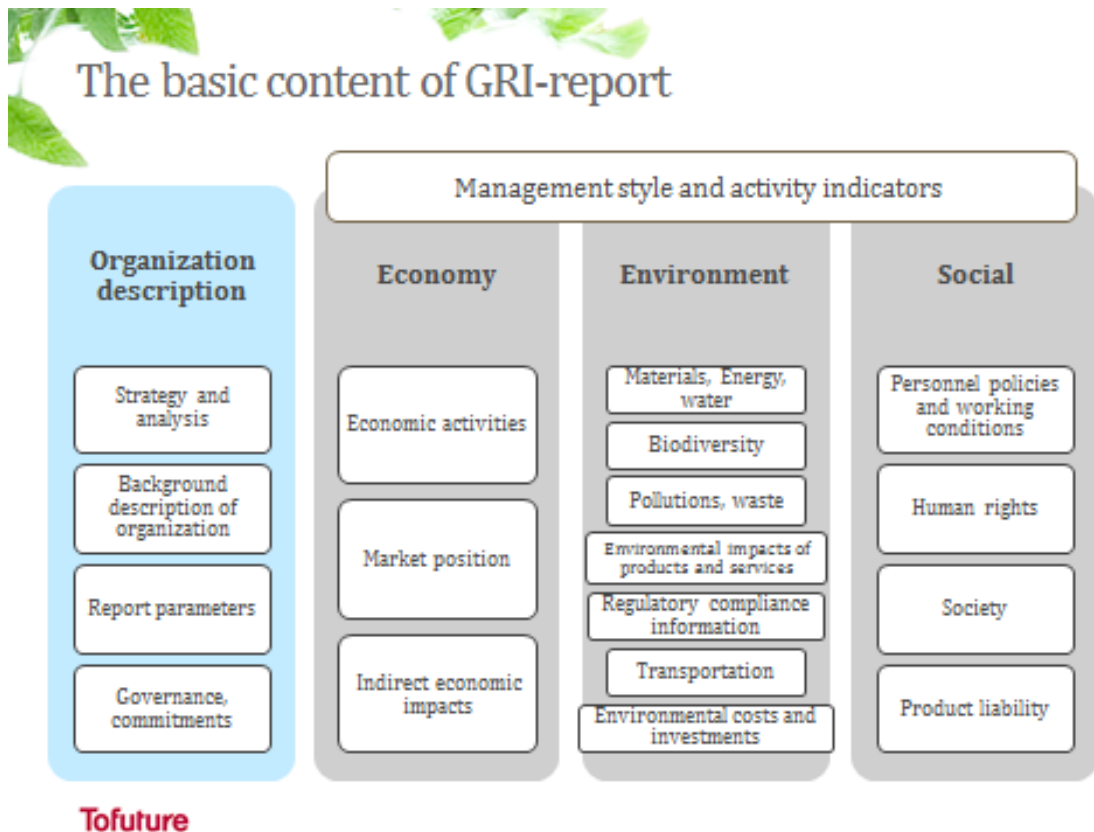 The basic content of GRI-report
Management style and activity indicators
Organization
description
Strategy and
analysis
Background
description of
organization
Report parameters
Governance,
commitments
Economy
Economic activities
Market position
Indirect economic
impacts
Environment
Materials, Energy,
water
Biodiversity
Pollutions, waste
Environmental impacts of
products and services
Regulatory compliance
information
Transportation
Environmental costs and
investments
Social
Personnel policies
and working
conditions
Human rights
Society
Product liability
Tofuture